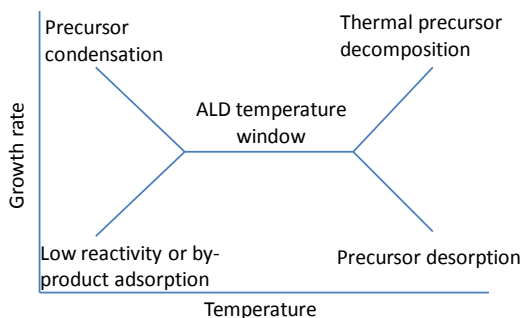 Precursor
condensation
Thermal precursor
decomposition
ALD temperature
window
Growth rate
Low reactivity or by-
product adsorption
Precursor desorption
Temperature